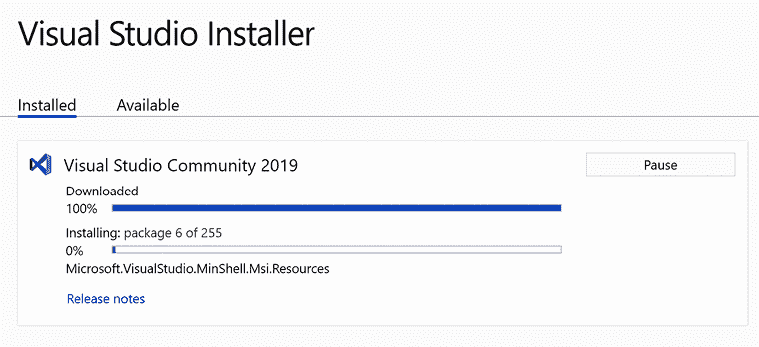 Visual Studio Installer
Installed Available
Visual Studio Community 2019 Pause
Downloaded
100%
Installing: package 6 of 255
0%
Microsoft.VisualStudio.MinShell.Msi.Resources
Release notes